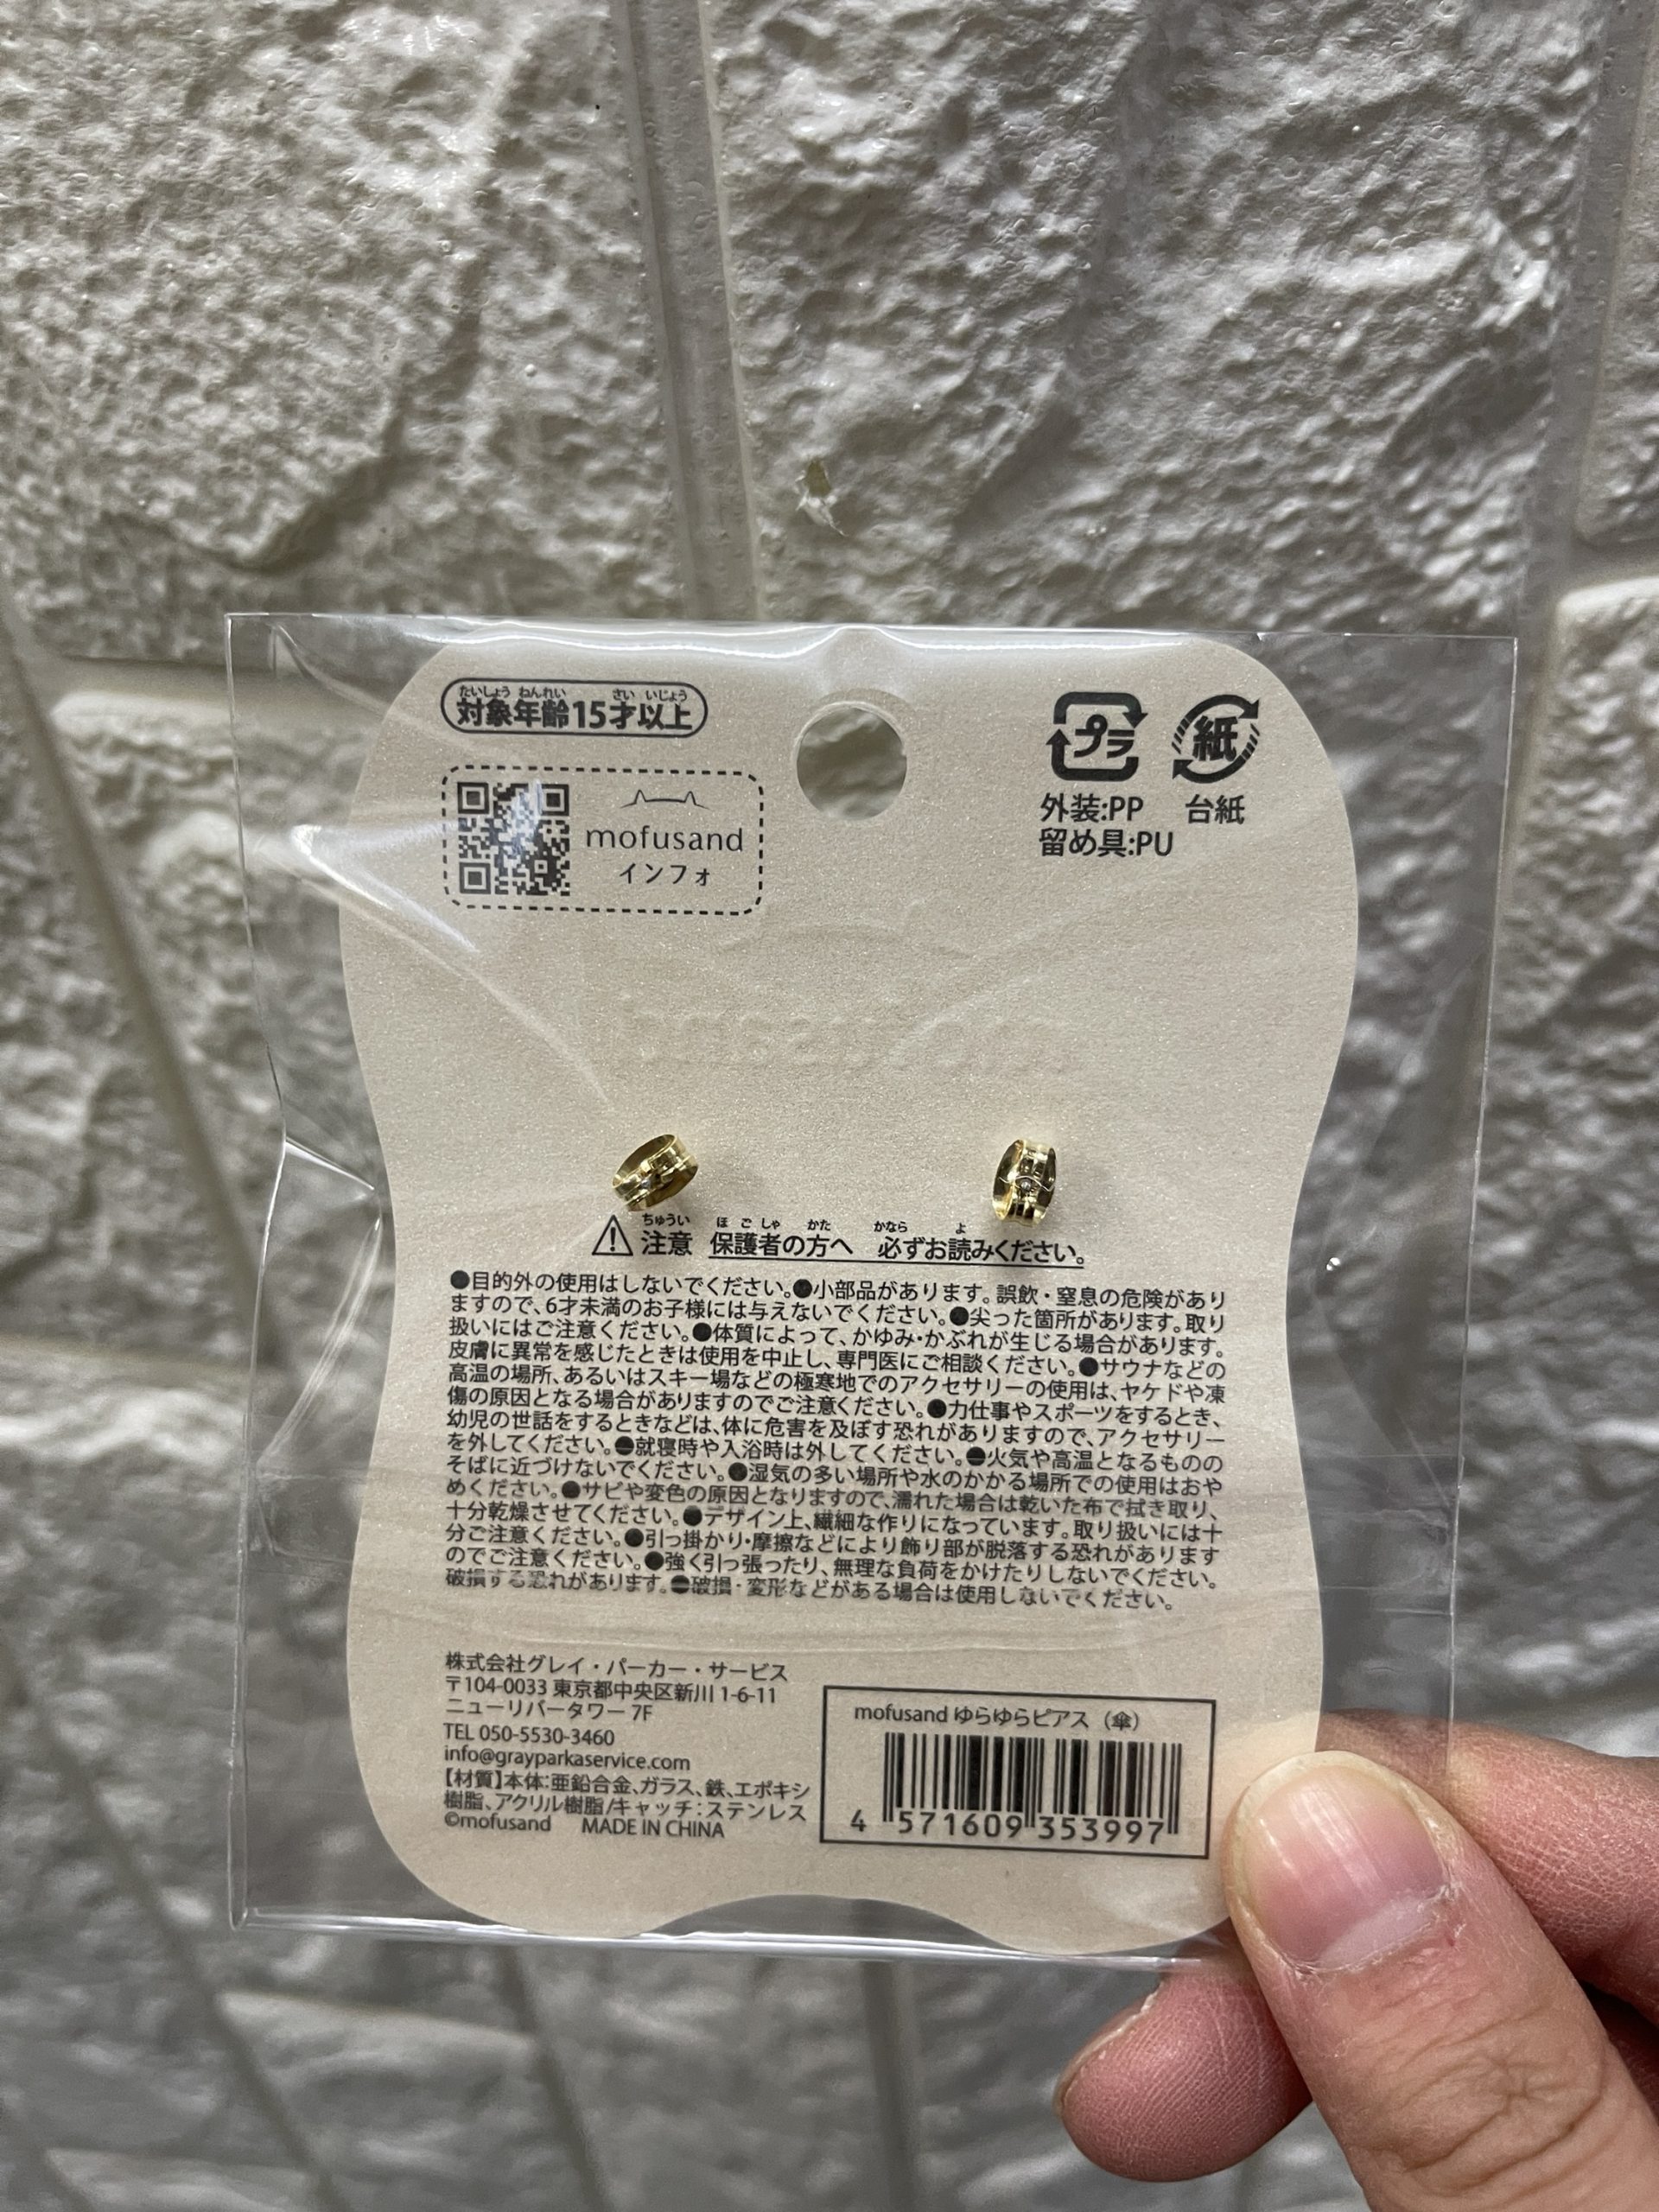 対象年齢15才以上
たいしょう ねんれい さい いじょう
mofusand
インフォ
プラ
紙
外装:PP 台紙
留め具:PU
ちゅうい ほごしゃ かた かなら よ
注意 保護者の方へ 必ずお読みください。
●目的外の使用はしないでください。●小部品があります。誤飲・窒息の危険があり
ますので、6才未満のお子様には与えないでください。●尖った箇所があります。取り
扱いにはご注意ください。●体質によって、かゆみ・かぶれが生じる場合があります。
皮膚に異常を感じたときは使用を中止し、専門医にご相談ください。●サウナなどの
高温の場所、あるいはスキー場などの極寒地でのアクセサリーの使用は、ヤケドや凍
傷の原因となる場合がありますのでご注意ください。●力仕事やスポーツをするとき、
幼児の世話をするときなどは、体に危害を及ぼす恐れがありますので、アクセサリー
を外してください。●就寝時や入浴時は外してください。●火気や高温となるものの
そばに近づけないでください。●湿気の多い場所や水のかかる場所での使用はおや
めください。●サビや変色の原因となりますので、濡れた場合は乾いた布で拭き取り、
十分乾燥させてください。●デザイン上、繊細な作りになっています。取り扱いには十
分ご注意ください。●引っ掛かり・摩擦などにより飾り部が脱落する恐れがあります
のでご注意ください。●強く引っ張ったり、無理な負荷をかけたりしないでください。
破損する恐れがあります。●破損・変形などがある場合は使用しないでください。
株式会社グレイ・パーカー・サービス
〒104-0033 東京都中央区新川 1-6-11
ニューリバータワー 7F
TEL 050-5530-3460
info@grayparkaservice.com
【材質】本体:亜鉛合金、ガラス、鉄、エポキシ
樹脂、アクリル樹脂/キャッチ:ステンレス
©mofusand MADE IN CHINA
mofusand ゆらゆらピアス（傘）
4 571609 353997